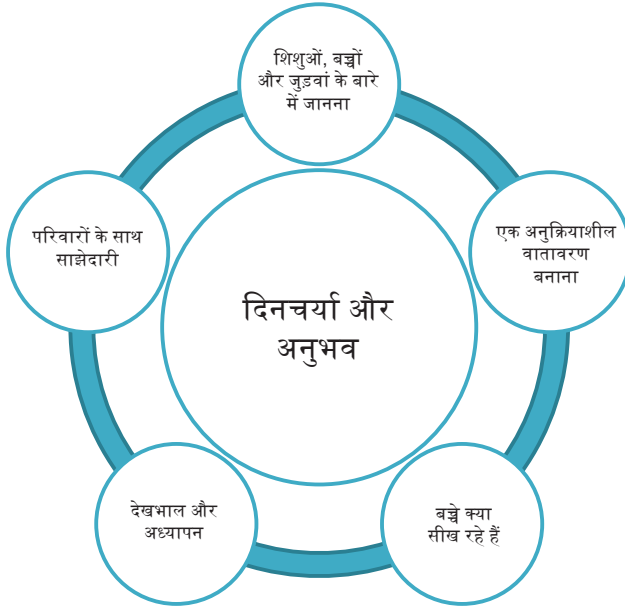 शिशुओं, बच्चों
और जुड़वां के बारे
में जानना
एक अनुक्रियाशील
वातावरण
बनाना
बच्चे क्या
सीख रहे हैं
देखभाल और
अध्यापन
परिवारों के साथ
साझेदारी
दिनचर्या और
अनुभव